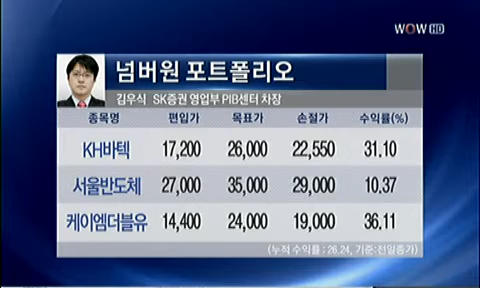 WOW HD
넘버원 포트폴리오
김우식 SK증권 영업부 PIB센터 차장
종목명 편입가 목표가 손절가 수익률(%)
KH바텍 17,200 26,000 22,550 31.10
서울반도체 27,000 35,000 29,000 10.37
케이엠더블유 14,400 24,000 19,000 36.11
(누적 수익률 : 26.24, 기준:전일종가)